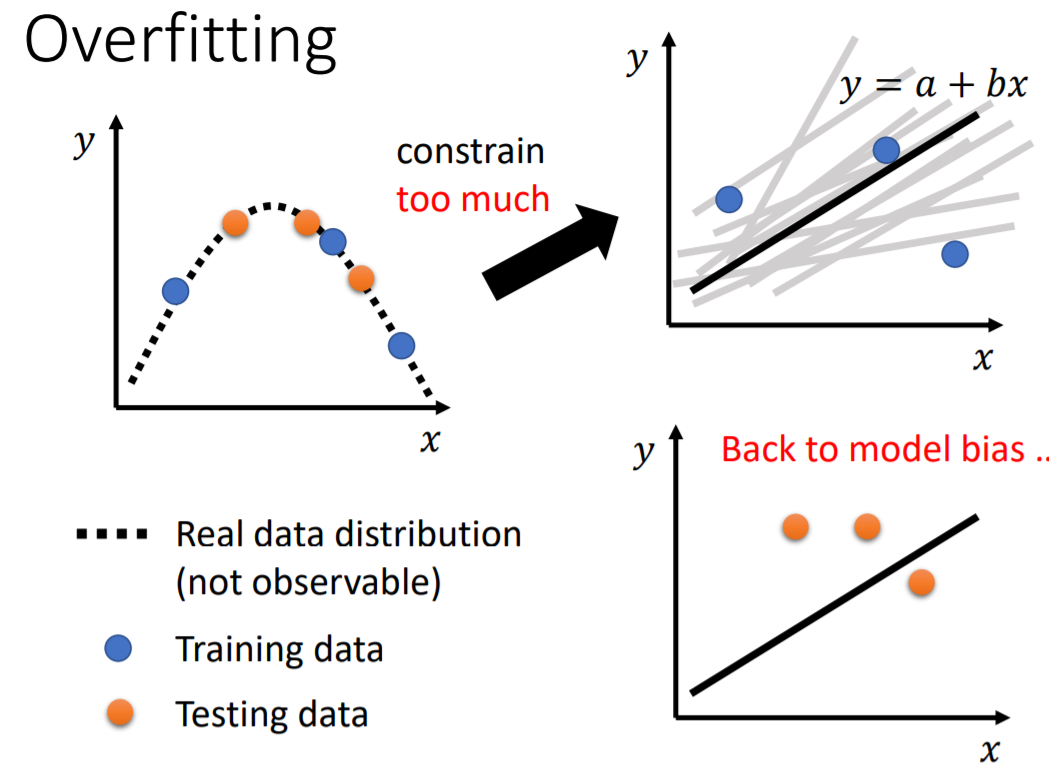 Overfitting
y
x
constrain
too much
y
y = a + bx
x
y
Back to model bias ..
x
Real data distribution
(not observable)
Training data
Testing data